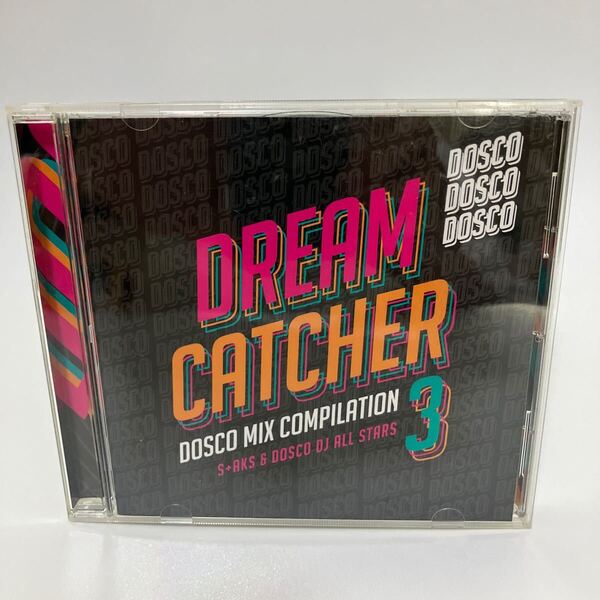 DOSCO
DOSCO
DOSCO
DREAM
CATCHER
DOSCO MIX COMPILATION 3
S+AKS & DOSCO DJ ALL STARS